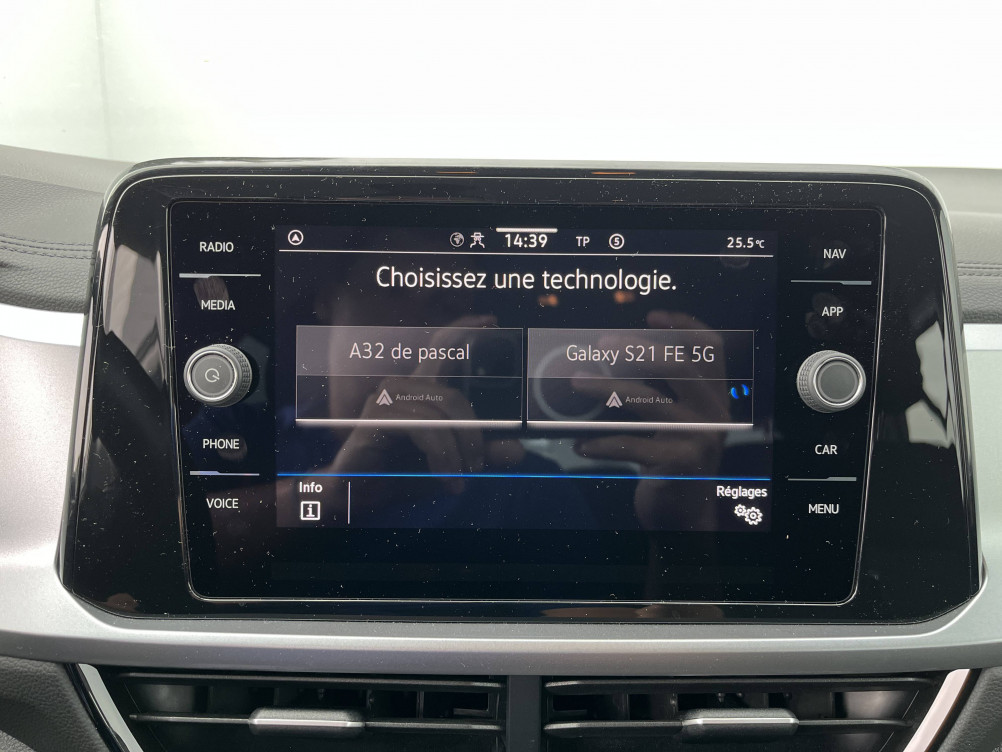 RADIO
MEDIA
PHONE
VOICE
14:39 TP 5 25.5°C
Choisissez une technologie.
A32 de pascal
Android Auto
Galaxy S21 FE 5G
Android Auto
Info
i
Réglages
NAV
APP
CAR
MENU